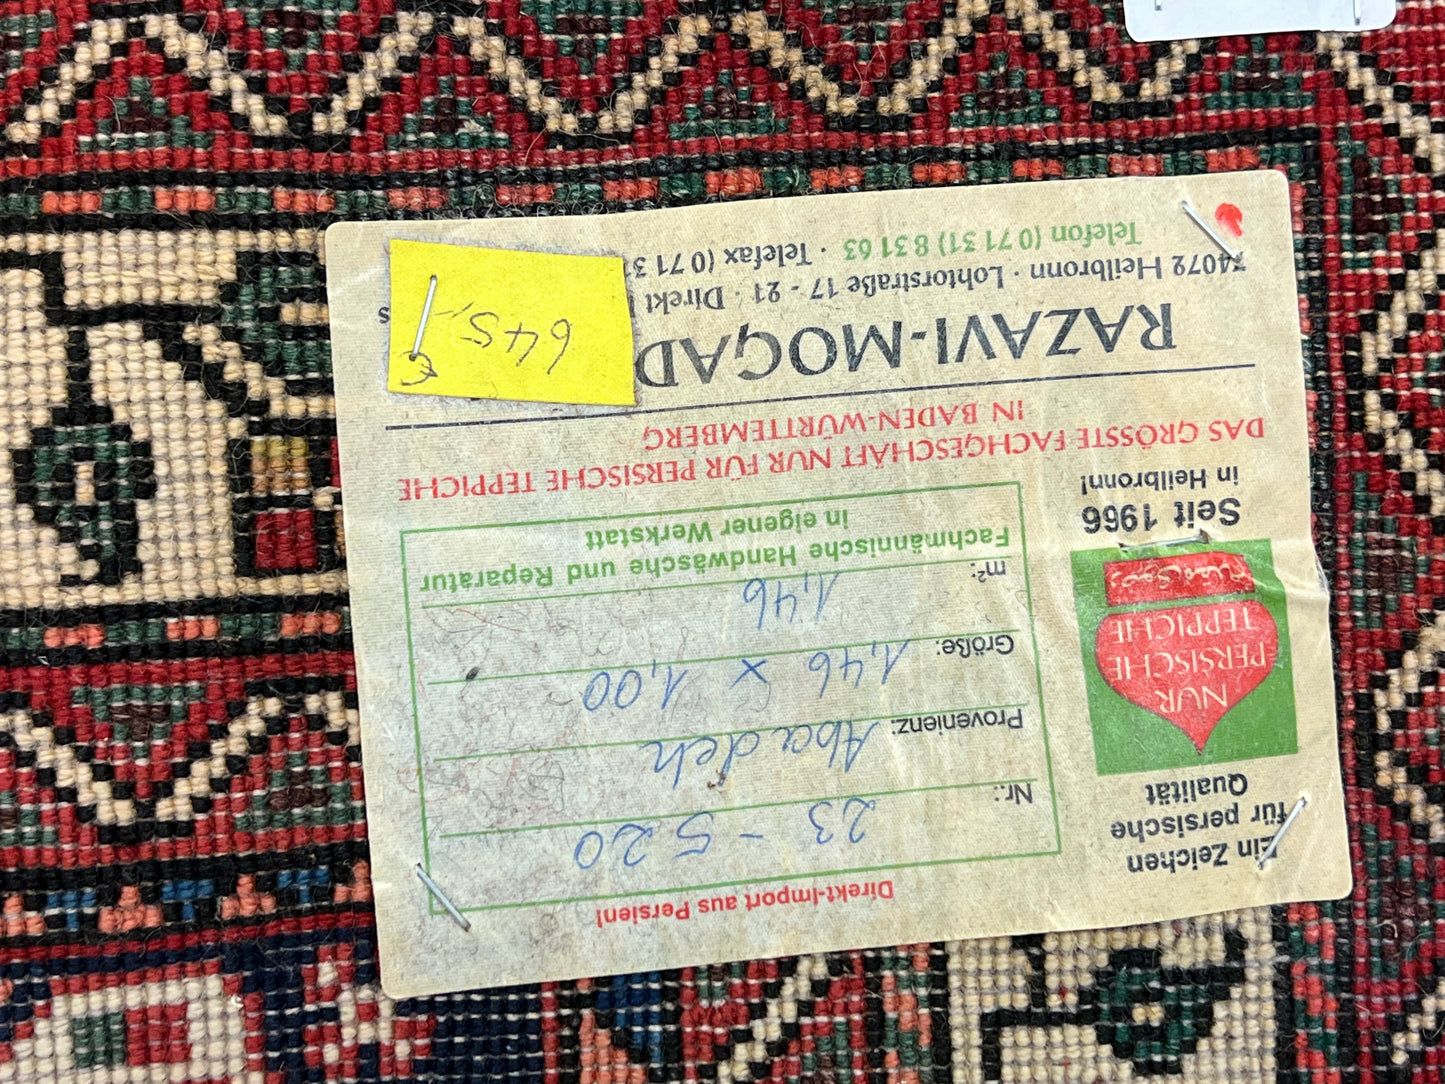 Direkt-Import aus Persien!
Ein Zeichen
für persische
Qualität
NUR
PERSISCHE
TEPPICHE
Seit 1966
in Heilbronn!
Nr.: 23 - 520
Provenienz: Abadeh
Größe: 1,46 x 1,00
m²: 1,46
Fachmännische Handwäsche und Reparatur
in eigener Werkstatt
DAS GRÖSSTE FACHGESCHÄFT NUR FÜR PERSISCHE TEPPICHE
IN BADEN-WÜRTTEMBERG
RAZAVI-MOQAD
74072 Heilbronn · Lohtorstraße 17 - 21 · Direkt
Telefon (0 71 31) 8 31 63 · Telefax (0 71 31
€ 645,-